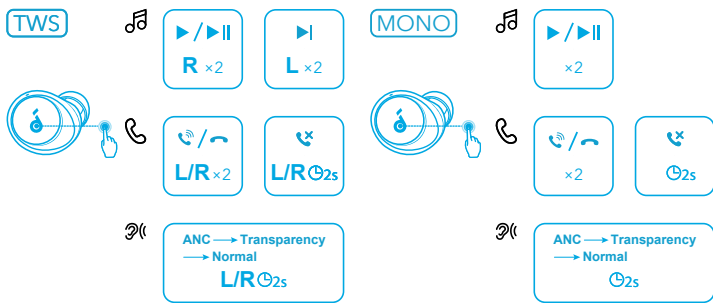 TWS
R ×2
L ×2
L/R ×2
L/R 2s
ANC → Transparency
→ Normal
L/R 2s
MONO
×2
×2
2s
ANC → Transparency
→ Normal
2s